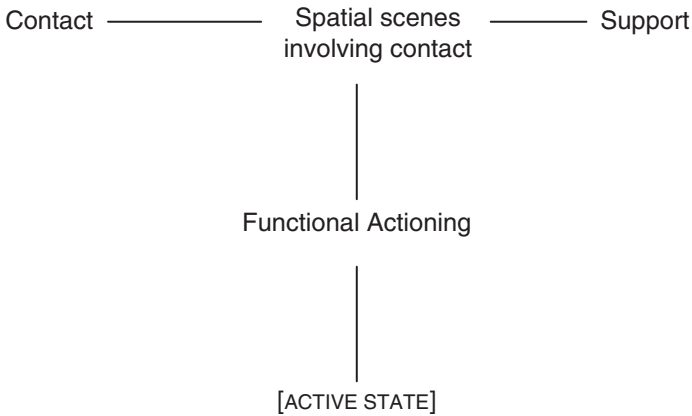 Contact
Spatial scenes
involving contact
Support
Functional Actioning
[ACTIVE STATE]